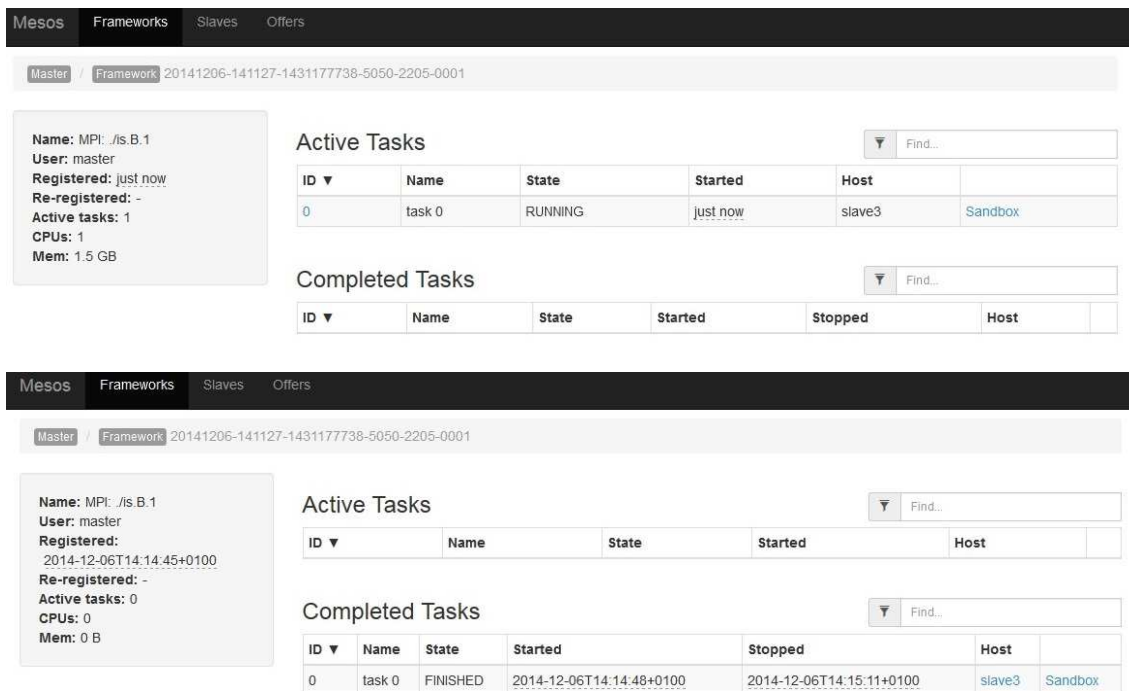 Mesos Frameworks Slaves Offers
Master / Framework 20141206-141127-1431177738-5050-2205-0001
Name: MPI: ./is.B.1
User: master
Registered: just now
Re-registered: -
Active tasks: 1
CPUs: 1
Mem: 1.5 GB
Active Tasks
Find...
ID ▼ Name State Started Host
0 task 0 RUNNING just now slave3 Sandbox
Completed Tasks
Find...
ID ▼ Name State Started Stopped Host
Mesos Frameworks Slaves Offers
Master / Framework 20141206-141127-1431177738-5050-2205-0001
Name: MPI: ./is.B.1
User: master
Registered:
2014-12-06T14:14:45+0100
Re-registered: -
Active tasks: 0
CPUs: 0
Mem: 0 B
Active Tasks
Find...
ID ▼ Name State Started Host
Completed Tasks
Find...
ID ▼ Name State Started Stopped Host
0 task 0 FINISHED 2014-12-06T14:14:48+0100 2014-12-06T14:15:11+0100 slave3 Sandbox